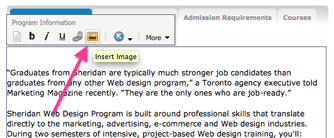 Program Information
Admission Requirements
Courses
b i U
More
Insert Image
"Graduates from Sheridan are typically much stronger job candidates than
graduates from any other Web design program," a Toronto agency executive told
Marketing Magazine recently. "They are the only ones who are job-ready."
Sheridan Web Design Program is built around professional skills that translate
directly to the marketing, advertising, e-commerce and Web design industries.
During two semesters of intensive, project-based Web design training, you'll: